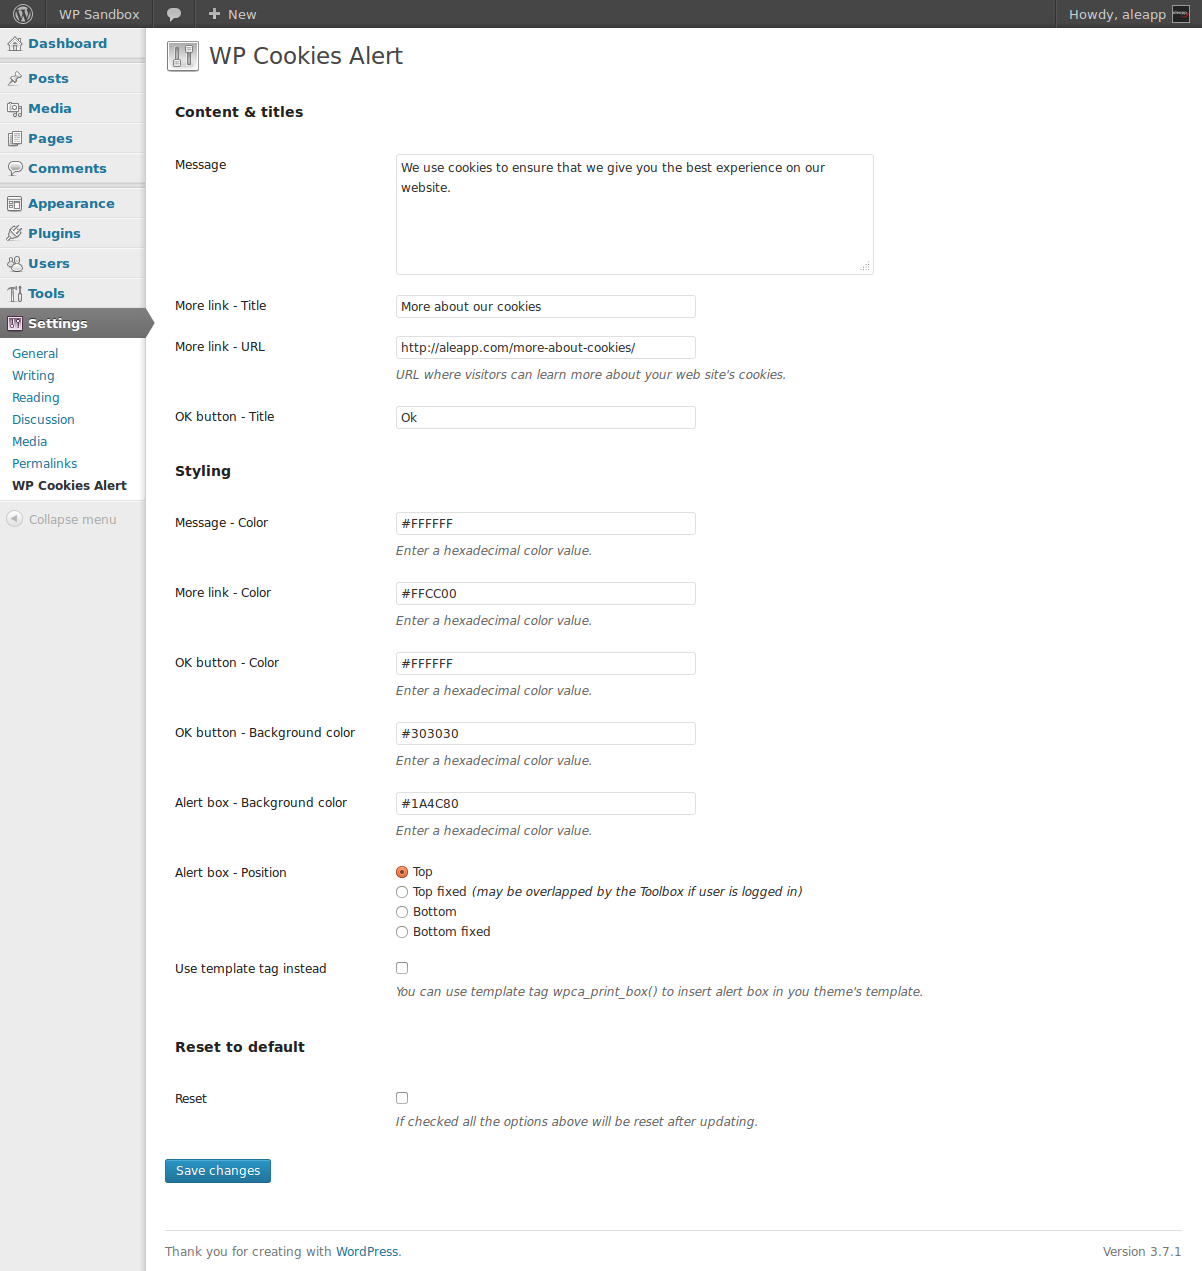 WP Sandbox
New
Howdy, aleapp
Dashboard
Posts
Media
Pages
Comments
Appearance
Plugins
Users
Tools
Settings
General
Writing
Reading
Discussion
Media
Permalinks
WP Cookies Alert
Collapse menu
WP Cookies Alert
Content & titles
Message
We use cookies to ensure that we give you the best experience on our
website.
More link - Title
More about our cookies
More link - URL
http://aleapp.com/more-about-cookies/
URL where visitors can learn more about your web site's cookies.
OK button - Title
Ok
Styling
Message - Color
#FFFFFF
Enter a hexadecimal color value.
More link - Color
#FFCC00
Enter a hexadecimal color value.
OK button - Color
#FFFFFF
Enter a hexadecimal color value.
OK button - Background color
#303030
Enter a hexadecimal color value.
Alert box - Background color
#1A4C80
Enter a hexadecimal color value.
Alert box - Position
Top
Top fixed (may be overlapped by the Toolbox if user is logged in)
Bottom
Bottom fixed
Use template tag instead
You can use template tag wpca_print_box() to insert alert box in you theme's template.
Reset to default
Reset
If checked all the options above will be reset after updating.
Save changes
Thank you for creating with WordPress.
Version 3.7.1